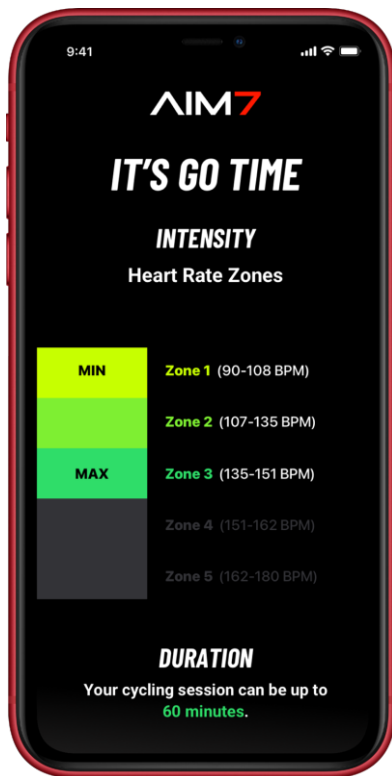 9:41
AIM7
IT'S GO TIME
INTENSITY
Heart Rate Zones
MIN Zone 1 (90-108 BPM)
Zone 2 (107-135 BPM)
MAX Zone 3 (135-151 BPM)
Zone 4 (151-162 BPM)
Zone 5 (162-180 BPM)
DURATION
Your cycling session can be up to
60 minutes.